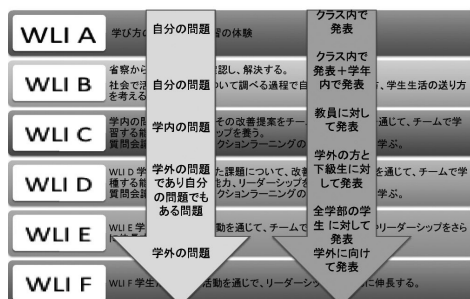 WLI A
学び方の
習の体験
自分の問題
クラス内で
発表
WLI B
省察から
確認し、解決する。
社会で活
ついて調べる過程で自
方、学生生活の送り方
を考える
自分の問題
クラス内で
発表＋学年
内で発表
WLI C
学内の問
その改善提案をチー
通じて、チームで学
習する能
ップを養う。
質問会議
クションラーニングの
学ぶ。
学内の問題
教員に対
して発表
WLI D
WLI D 学
た課題について、改善
を通じて、チームで学
種する能
能力、リーダーシップを
質問会議
クションラーニングの
学ぶ。
学外の問題
であり自分
の問題でも
ある問題
学外の方と
下級生に対
して発表
WLI E
WLI E 学
動を通じ、チームで
やリーダーシップをさら
学外の問題
全学部の学
生に対して
発表
WLI F
WLI F 学生
活動を通じで、リーダーシッ
に伸長する。
学外に向け
て発表